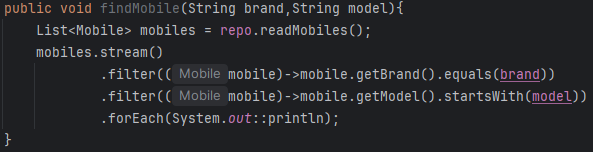 public void findMobile(String brand,String model){
List<Mobile> mobiles = repo.readMobiles();
mobiles.stream()
.filter((Mobile mobile)->mobile.getBrand().equals(brand))
.filter((Mobile mobile)->mobile.getModel().startsWith(model))
.forEach(System.out::println);
}